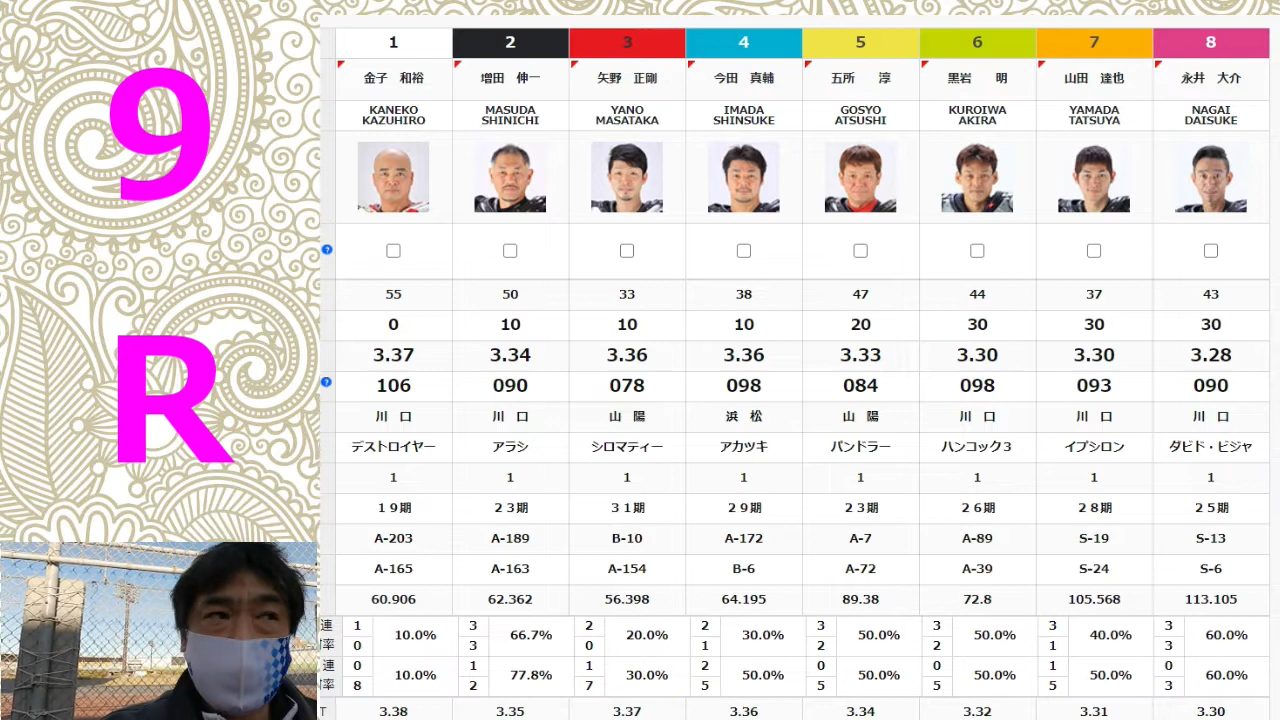 9
R
1 2 3 4 5 6 7 8
金子 和裕 増田 伸一 矢野 正剛 今田 真輔 五所 淳 黒岩 明 山田 達也 永井 大介
KANEKO KAZUHIRO MASUDA SHINICHI YANO MASATAKA IMADA SHINSUKE GOSYO ATSUSHI KUROIWA AKIRA YAMADA TATSUYA NAGAI DAISUKE
?
55 50 33 38 47 44 37 43
0 10 10 10 20 30 30 30
3.37 3.34 3.36 3.36 3.33 3.30 3.30 3.28
? 106 090 078 098 084 098 093 090
川 口 川 口 山 陽 浜 松 山 陽 川 口 川 口 川 口
デストロイヤー アラシ シロマティー アカツキ パンドラー ハンコック3 イプシロン ダビド・ビジャ
1 1 1 1 1 1 1 1
19期 23期 31期 29期 23期 26期 28期 25期
A-203 A-189 B-10 A-172 A-7 A-89 S-19 S-13
A-165 A-163 A-154 B-6 A-72 A-39 S-24 S-6
60.906 62.362 56.398 64.195 89.38 72.8 105.568 113.105
連 1 3 2 2 3 3 3 3
10.0% 66.7% 20.0% 30.0% 50.0% 50.0% 40.0% 60.0%
率 0 3 0 1 2 2 1 3
連 0 1 1 2 0 0 1 0
10.0% 77.8% 30.0% 50.0% 50.0% 50.0% 50.0% 60.0%
率 8 2 7 5 5 5 5 3
T 3.38 3.35 3.37 3.36 3.34 3.32 3.31 3.30